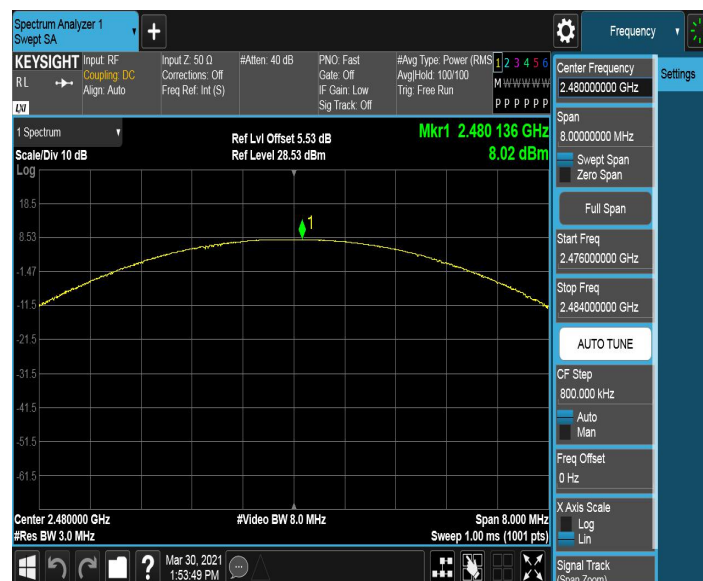 Spectrum Analyzer 1
Swept SA
+
Frequency
KEYSIGHT
RL
LXI
Input: RF
Coupling: DC
Align: Auto
Input Z: 50 Ω
Corrections: Off
Freq Ref: Int (S)
#Atten: 40 dB
PNO: Fast
Gate: Off
IF Gain: Low
Sig Track: Off
#Avg Type: Power (RMS
Avg|Hold: 100/100
Trig: Free Run
1 2 3 4 5 6
M W W W W W
P P P P P P
Center Frequency
2.480000000 GHz
Settings
Span
8.00000000 MHz
Swept Span
Zero Span
Full Span
Start Freq
2.476000000 GHz
Stop Freq
2.484000000 GHz
AUTO TUNE
CF Step
800.000 kHz
Auto
Man
Freq Offset
0 Hz
X Axis Scale
Log
Lin
Signal Track
(Span Zoom)
1 Spectrum
Scale/Div 10 dB
Log
Ref Lvl Offset 5.53 dB
Ref Level 28.53 dBm
Mkr1 2.480 136 GHz
8.02 dBm
18.5
8.53
1
-1.47
-11.5
-21.5
-31.5
-41.5
-51.5
-61.5
Center 2.480000 GHz
#Res BW 3.0 MHz
#Video BW 8.0 MHz
Span 8.000 MHz
Sweep 1.00 ms (1001 pts)
?
Mar 30, 2021
1:53:49 PM